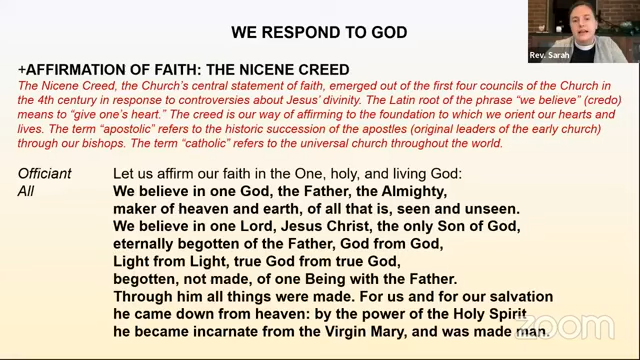 WE RESPOND TO GOD
Rev. Sarah
+AFFIRMATION OF FAITH: THE NICENE CREED
The Nicene Creed, the Church's central statement of faith, emerged out of the first four councils of the Church in
the 4th century in response to controversies about Jesus' divinity. The Latin root of the phrase “we believe” (credo)
means to “give one's heart.” The creed is our way of affirming to the foundation to which we orient our hearts and
lives. The term “apostolic” refers to the historic succession of the apostles (original leaders of the early church)
through our bishops. The term “catholic” refers to the universal church throughout the world.
Officiant Let us affirm our faith in the One, holy, and living God:
All We believe in one God, the Father, the Almighty,
maker of heaven and earth, of all that is, seen and unseen.
We believe in one Lord, Jesus Christ, the only Son of God,
eternally begotten of the Father, God from God,
Light from Light, true God from true God,
begotten, not made, of one Being with the Father.
Through him all things were made. For us and for our salvation
he came down from heaven: by the power of the Holy Spirit
he became incarnate from the Virgin Mary, and was made man.
zoom